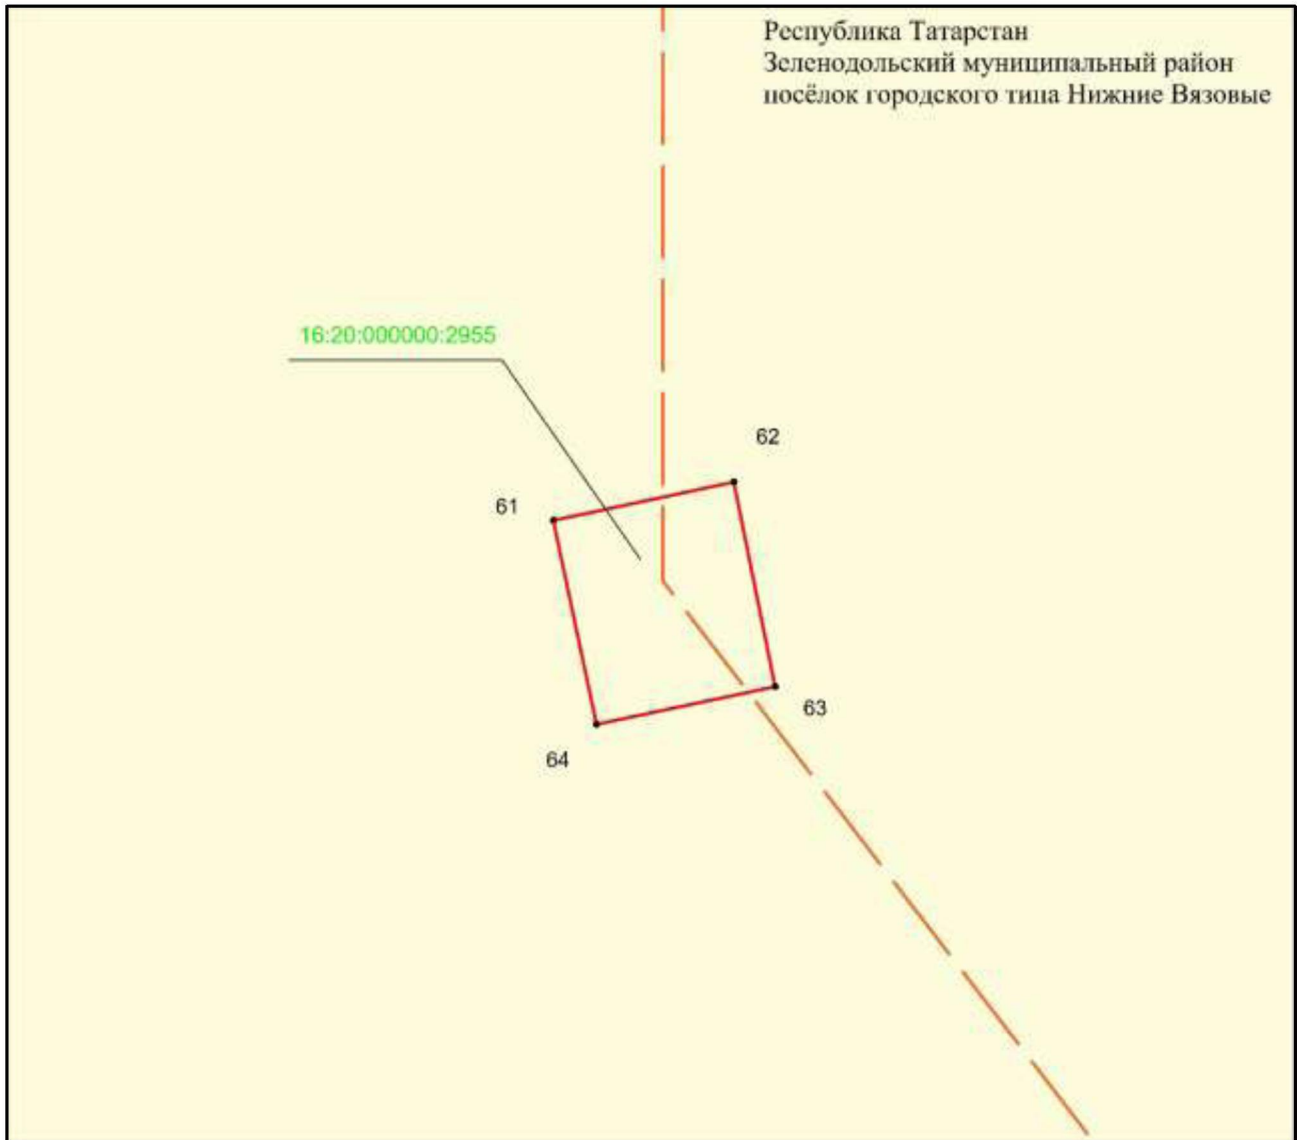 Республика Татарстан
Зеленодольский муниципальный район
посёлок городского типа Нижние Вязовые
16:20:000000:2955
62
61
63
64